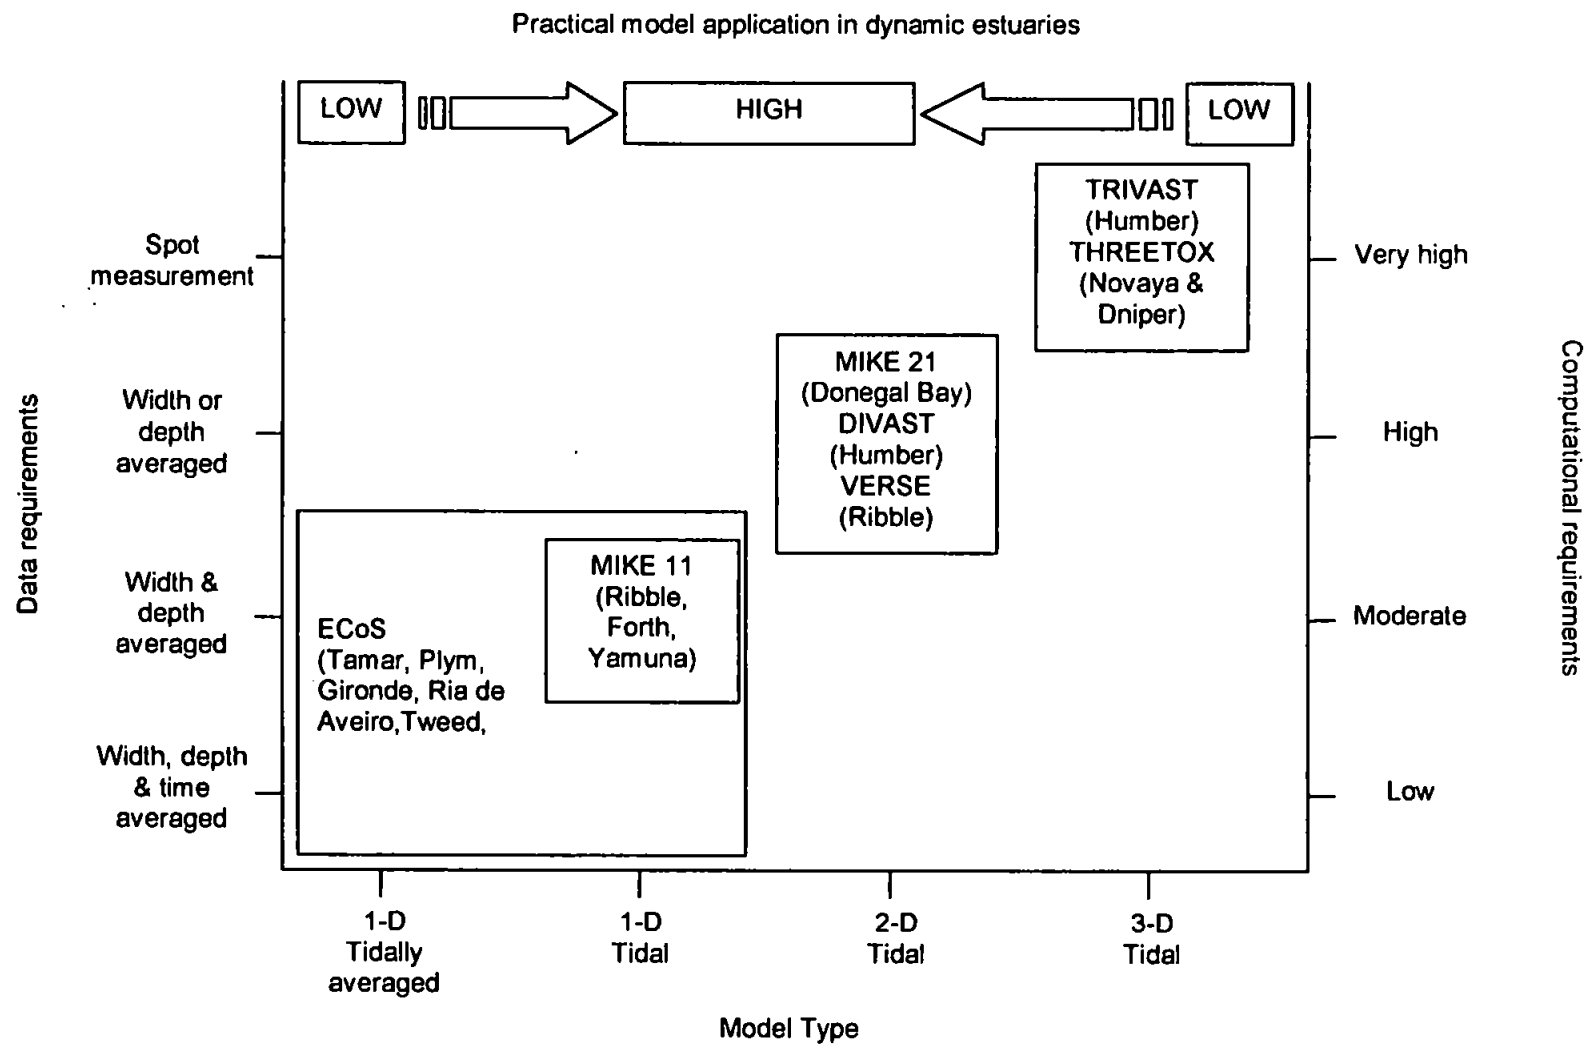 Practical model application in dynamic estuaries
LOW
HIGH
LOW
TRIVAST
(Humber)
THREETOX
(Novaya &
Dniper)
MIKE 21
(Donegal Bay)
DIVAST
(Humber)
VERSE
(Ribble)
MIKE 11
(Ribble,
Forth,
Yamuna)
ECoS
(Tamar, Plym,
Gironde, Ria de
Aveiro,Tweed,
Data requirements
Spot
measurement
Width or
depth
averaged
Width &
depth
averaged
Width, depth
& time
averaged
Very high
High
Moderate
Low
Computational requirements
1-D
Tidally
averaged
1-D
Tidal
2-D
Tidal
3-D
Tidal
Model Type